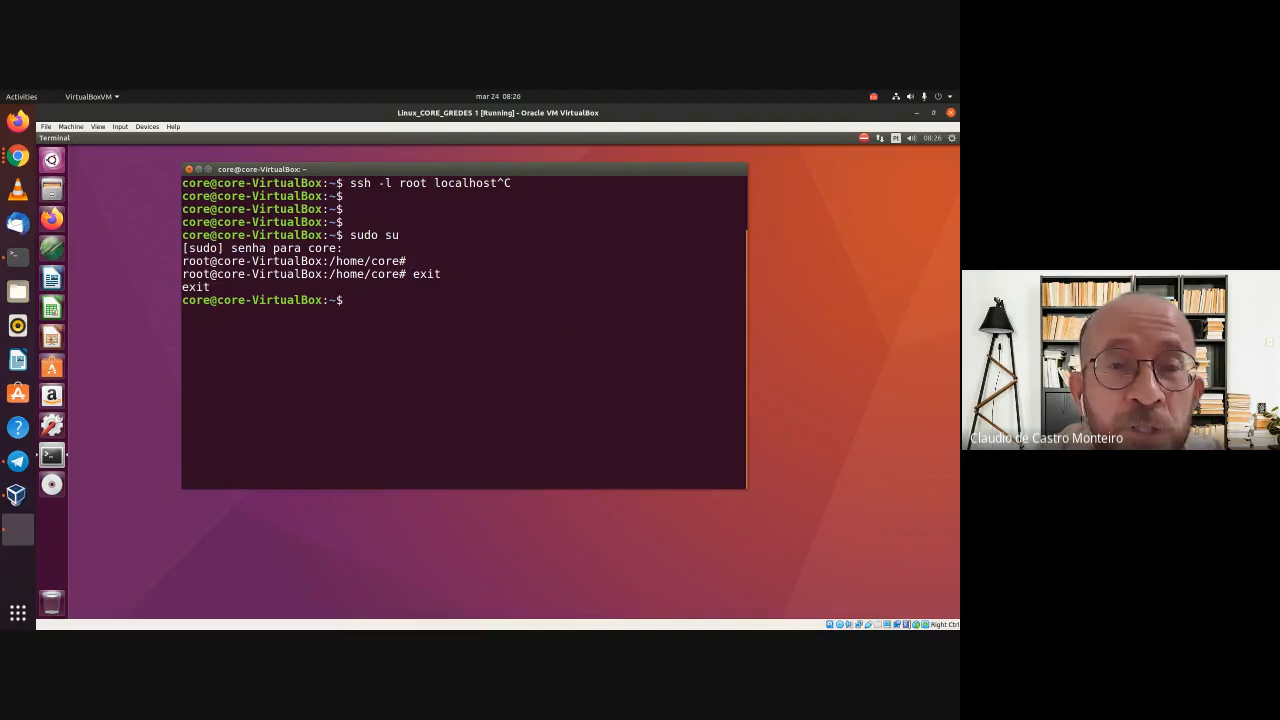 Activities
VirtualBoxVM
mar 24 08:26
Linux_CORE_GREDES 1 [Running] - Oracle VM VirtualBox
File Machine View Input Devices Help
Terminal
Pt
08:26
core@core-VirtualBox: ~
core@core-VirtualBox:~$ ssh -l root localhost^C
core@core-VirtualBox:~$
core@core-VirtualBox:~$
core@core-VirtualBox:~$
core@core-VirtualBox:~$ sudo su
[sudo] senha para core:
root@core-VirtualBox:/home/core#
root@core-VirtualBox:/home/core# exit
exit
core@core-VirtualBox:~$
Claudio de Castro Monteiro
Right Ctrl